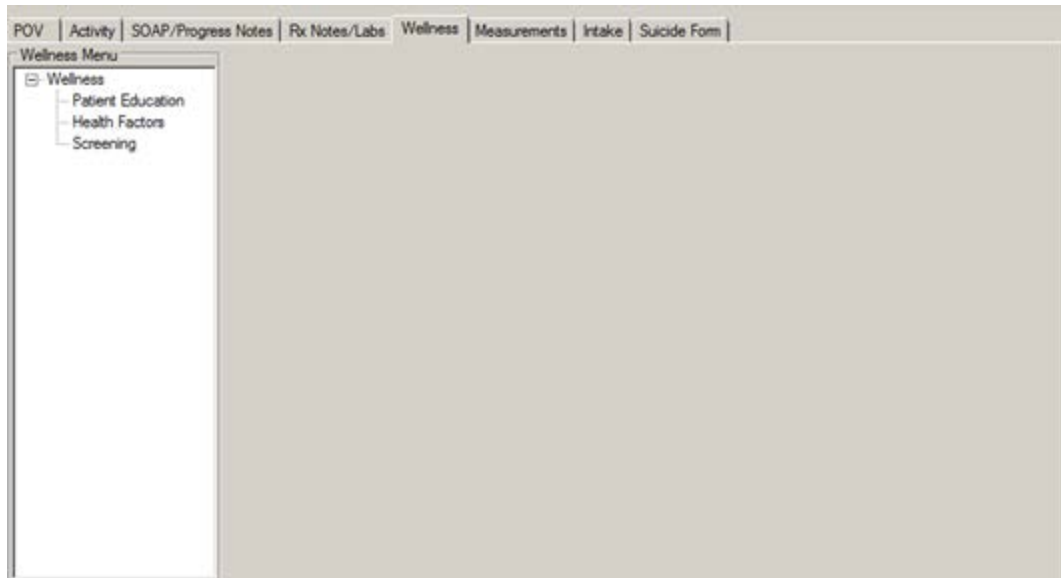 POV Activity SOAP/Progress Notes Rx Notes/Labs Wellness Measurements Intake Suicide Form
Wellness Menu
Wellness
Patient Education
Health Factors
Screening